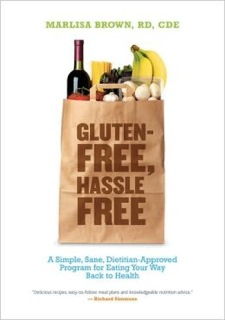 MARLISA BROWN, RD, CDE
GLUTEN-
FREE,
HASSLE
FREE
A Simple, Sane, Dietitian-Approved
Program for Eating Your Way
Back to Health
"Delicious recipes, easy-to-follow meal plans and knowledgeable nutrition advice."
— Richard Simmons